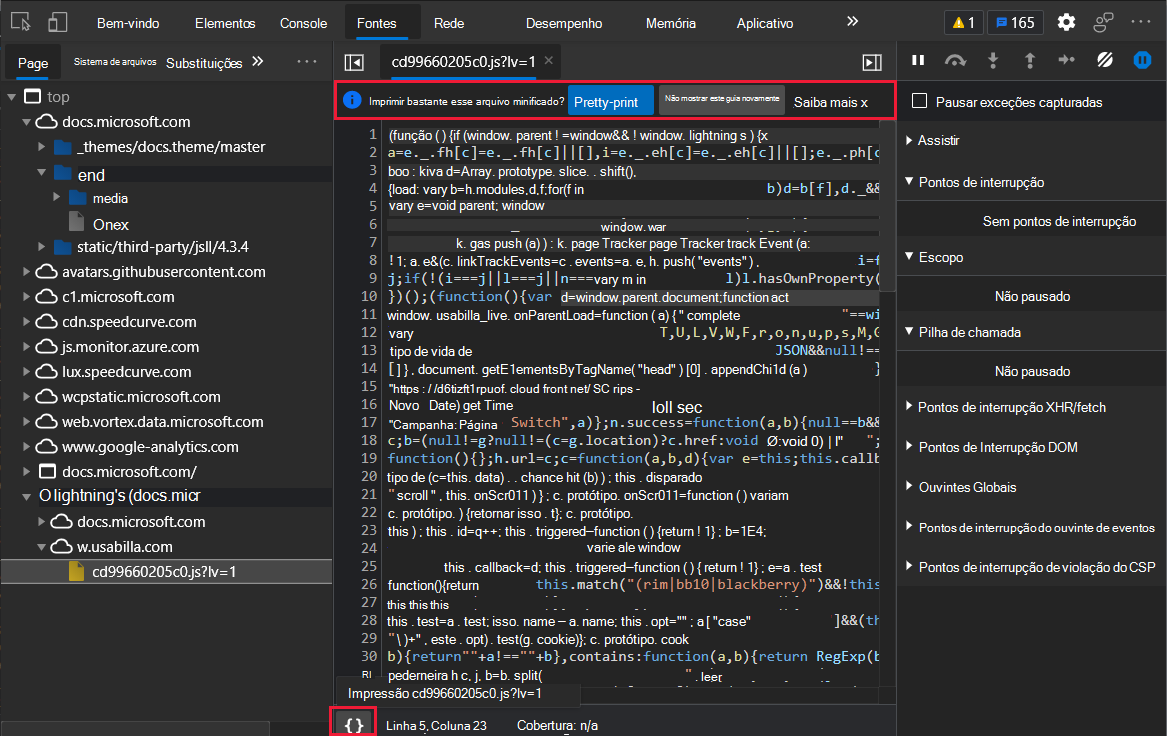 Bem-vindo Elementos Console Fontes Rede Desempenho Memória Aplicativo » 1 165 ···
Page Sistema de arquivos Substituições » ···
cd99660205c0.js?lv=1 ×
top
docs.microsoft.com
_themes/docs.theme/master
end
media
Onex
static/third-party/jsll/4.3.4
avatars.githubusercontent.com
c1.microsoft.com
cdn.speedcurve.com
js.monitor.azure.com
lux.speedcurve.com
wcpstatic.microsoft.com
web.vortex.data.microsoft.com
www.google-analytics.com
docs.microsoft.com/
O lightning's (docs.micr
docs.microsoft.com
w.usabilla.com
cd99660205c0.js?lv=1
Imprimir bastante esse arquivo minificado? Pretty-print Não mostrar este guia novamente Saiba mais x
1 (função () {if (window. parent ! =window&& ! window. lightning s ) {x
2 a=e._.fh[c]=e._.fh[c]||[],i=e._.eh[c]=e._.eh[c]||[];e._.ph[c
3 boo : kiva d=Array. prototype. slice. . shift(),
4 {load: vary b=h.modules,d,f;for(f in b)d=b[f],d._&&
5 vary e=void parent; window
6 window.war
7 k. gas push (a) ) : k. page Tracker page Tracker track Event (a:
8 ! 1; a. e&(c. linkTrackEvents=c . events=a. e, h. push( "events" ) , i=f
9 j;if(!(i===j||l===j||n===vary m in l)l.hasOwnProperty(
10 })();(function(){var d=window.parent.document;function act
11 window. usabilla_live. onParentLoad=function ( a) { " complete "==wi
12 vary T,U,L,V,W,F,r,o,n,u,p,s,M,G
13 tipo de vida de JSON&&null!==
14 [ ] } , document. getE1ementsByTagName( "head" ) [0] . appendChi1d (a ) }
15 "https : / /d6tizft1rpuof. cloud front net/ SC rips -
16 Novo Date) get Time loll sec
17 "Campanha: Página Switch",a)};n.success=function(a,b){null==b&&
18 c;b=(null!=g?null!=(c=g.location)?c.href:void Ø:void 0) | l" ";
19 function(){};h.url=c;c=function(a,b,d){var e=this;this.callb
20 tipo de (c=this. data) . . chance hit (b) ) ; this . disparado
21 " scroll " , this. onScr011 ) } ; c. protótipo. onScr011=function ( ) variam
22 c. protótipo. ) {retornar isso . t}; c. protótipo.
23 this ) ; this . id=q++; this . triggered–function ( ) {return ! 1} ; b=1E4;
24 varie ale window
25 this . callback=d; this . triggered–function ( ) { return ! 1} ; e=a . test
26 function(){return this.match("(rim|bb10|blackberry)")&&!this
27 this this this
28 this . test=a . test; isso. name – a. name; this . opt="" ; a [ "case" ]&&(th
29 "\ )+" , este . opt) . test(g. cookie)}; c. protótipo. cook
30 b){return""+a!==""+b},contains:function(a,b){return RegExp(b
pederneira h c, j, b=b. split( " . leer
Impressão cd99660205c0.js?lv=1
{ } Linha 5, Coluna 23 Cobertura: n/a
Pausar exceções capturadas
Assistir
Pontos de interrupção
Sem pontos de interrupção
Escopo
Não pausado
Pilha de chamada
Não pausado
Pontos de interrupção XHR/fetch
Pontos de Interrupção DOM
Ouvintes Globais
Pontos de interrupção do ouvinte de eventos
Pontos de interrupção de violação do CSP